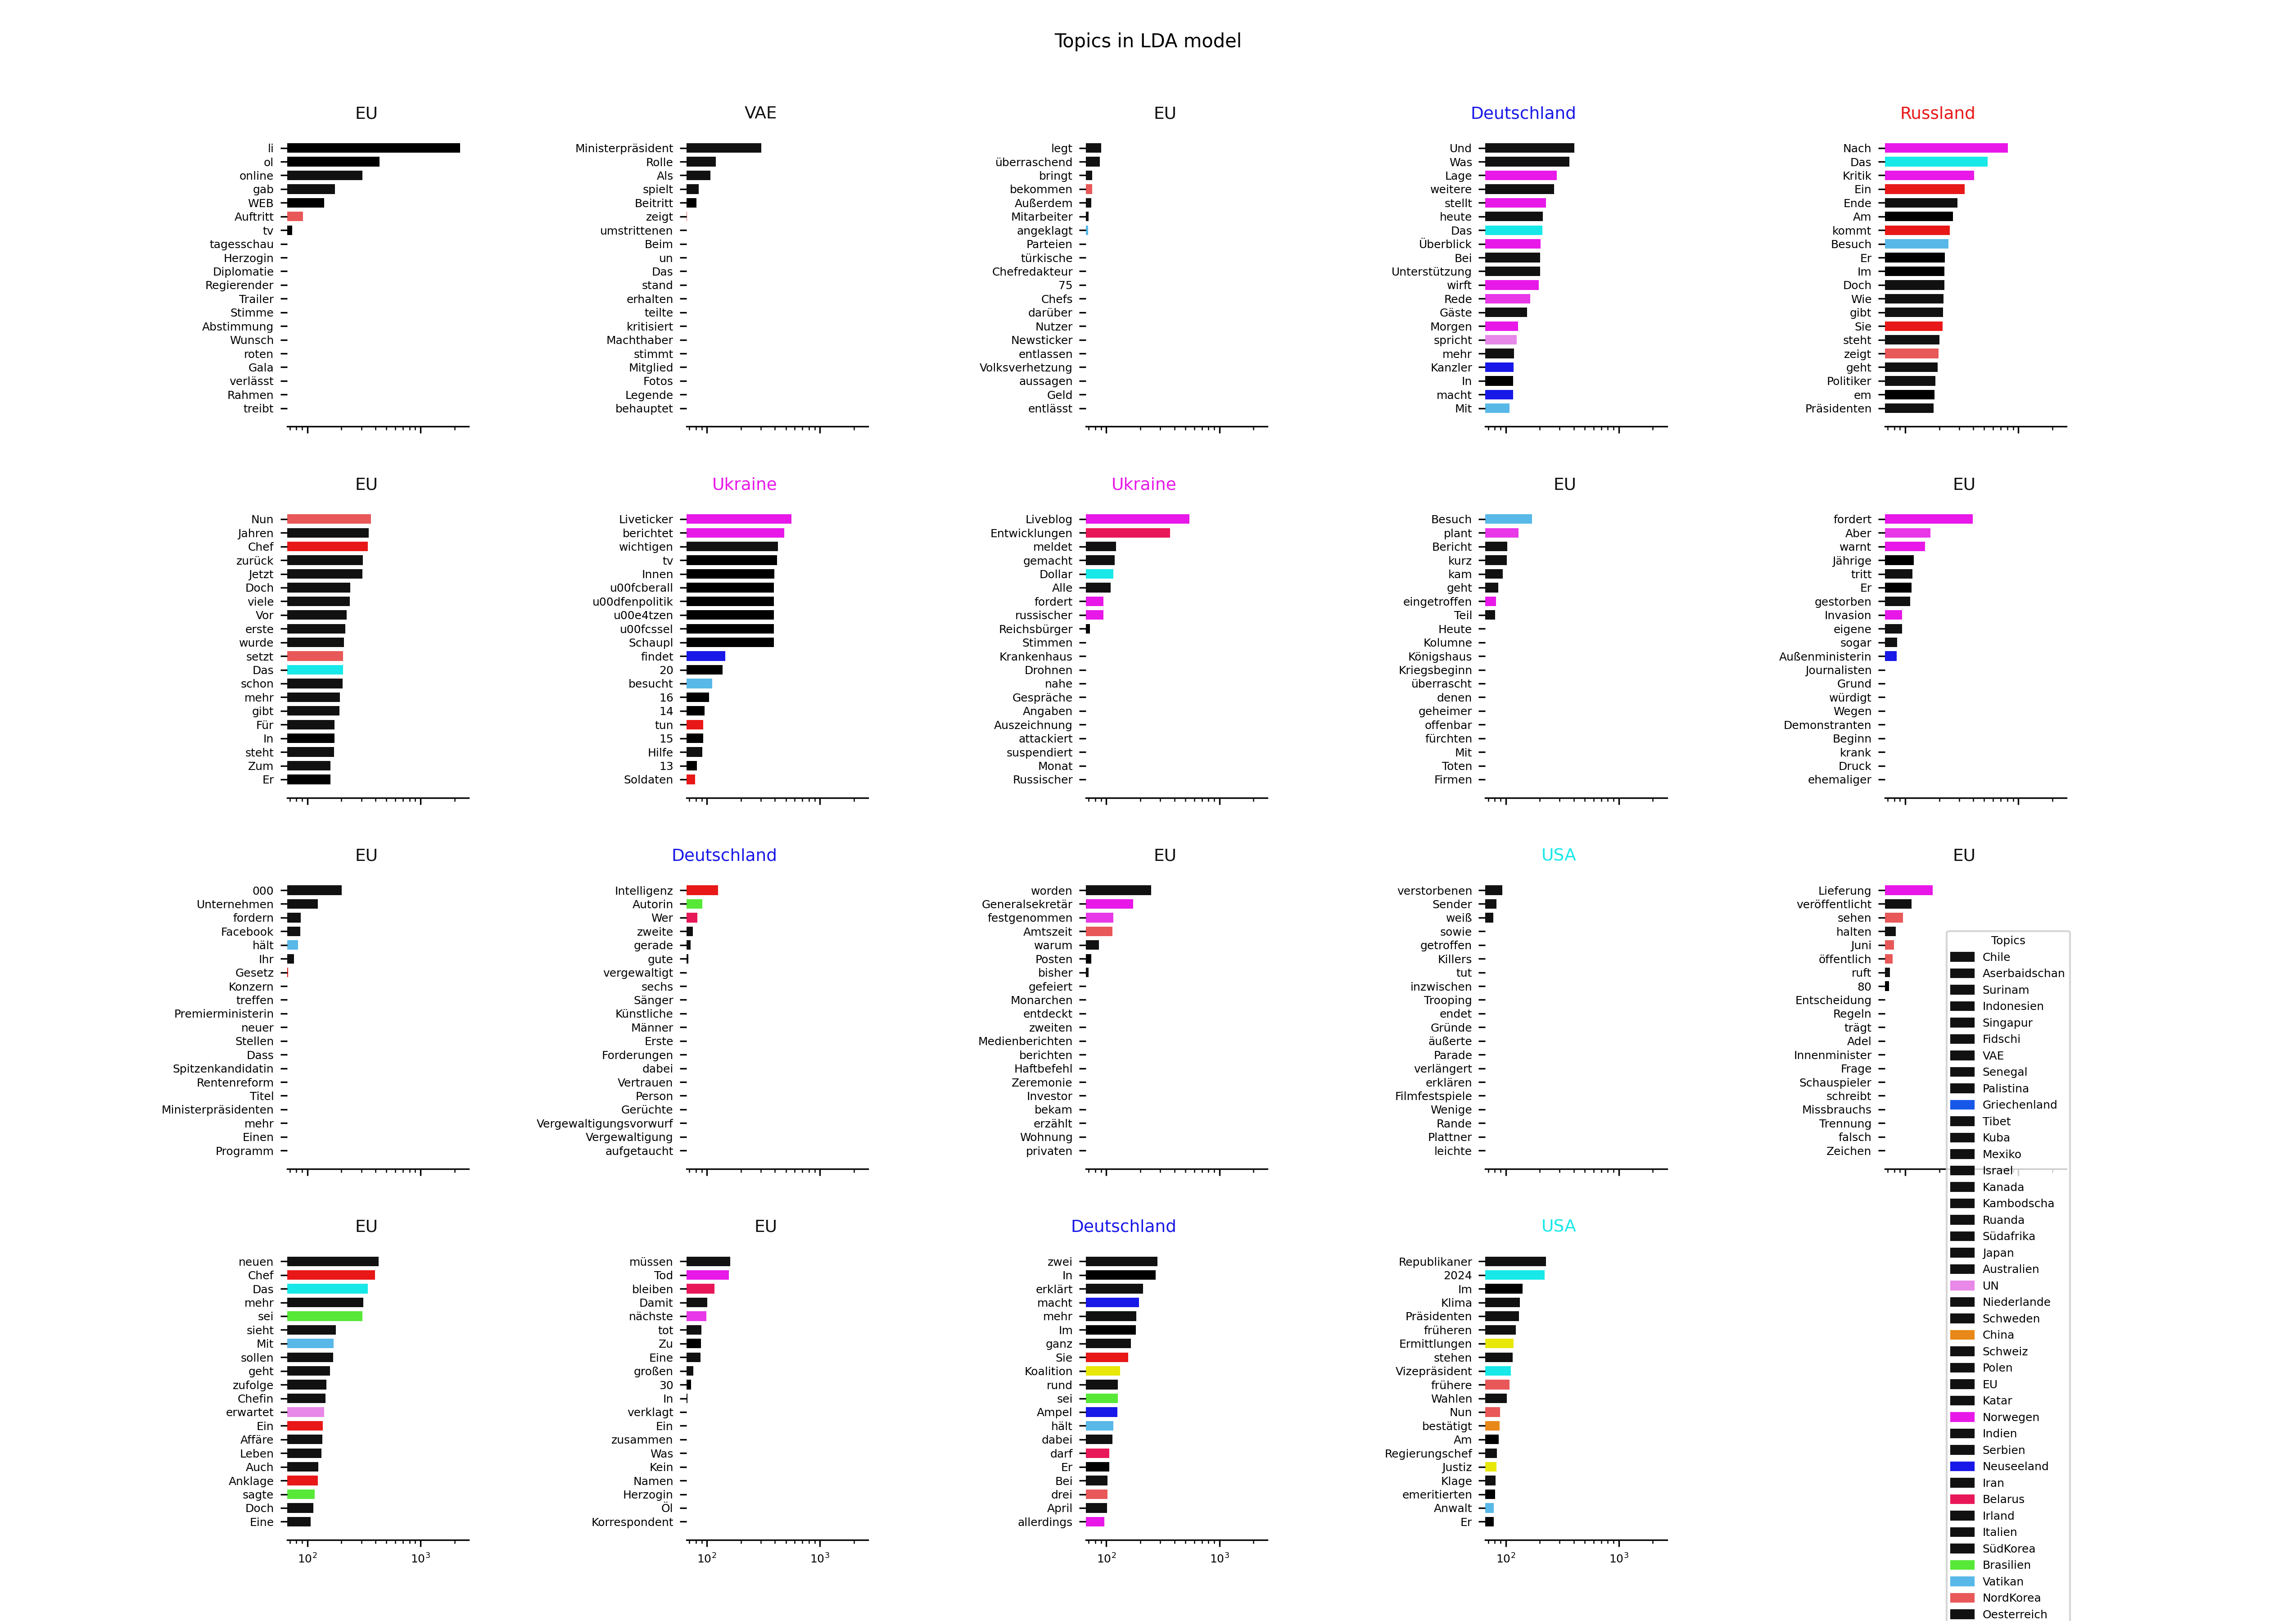 Topics in LDA model
EU
li
ol
online
gab
WEB
Auftritt
tv
tagesschau
Herzogin
Diplomatie
Regierender
Trailer
Stimme
Abstimmung
Wunsch
roten
Gala
verlässt
Rahmen
treibt
VAE
Ministerpräsident
Rolle
Als
spielt
Beitritt
zeigt
umstrittenen
Beim
un
Das
stand
erhalten
teilte
kritisiert
Machthaber
stimmt
Mitglied
Fotos
Legende
behauptet
EU
legt
überraschend
bringt
bekommen
Außerdem
Mitarbeiter
angeklagt
Parteien
türkische
Chefredakteur
75
Chefs
darüber
Nutzer
Newsticker
entlassen
Volksverhetzung
aussagen
Geld
entlässt
Deutschland
Und
Was
Lage
weitere
stellt
heute
Das
Überblick
Bei
Unterstützung
wirft
Rede
Gäste
Morgen
spricht
mehr
Kanzler
In
macht
Mit
Russland
Nach
Das
Kritik
Ein
Ende
Am
kommt
Besuch
Er
Im
Doch
Wie
gibt
Sie
steht
zeigt
geht
Politiker
em
Präsidenten
EU
Nun
Jahren
Chef
zurück
Jetzt
Doch
viele
Vor
erste
wurde
setzt
Das
schon
mehr
gibt
Für
In
steht
Zum
Er
Ukraine
Liveticker
berichtet
wichtigen
tv
Innen
u00fcberall
u00dfenpolitik
u00e4tzen
u00fcssel
Schaupl
findet
20
besucht
16
14
tun
15
Hilfe
13
Soldaten
Ukraine
Liveblog
Entwicklungen
meldet
gemacht
Dollar
Alle
fordert
russischer
Reichsbürger
Stimmen
Krankenhaus
Drohnen
nahe
Gespräche
Angaben
Auszeichnung
attackiert
suspendiert
Monat
Russischer
EU
Besuch
plant
Bericht
kurz
kam
geht
eingetroffen
Teil
Heute
Kolumne
Königshaus
Kriegsbeginn
überrascht
denen
geheimer
offenbar
fürchten
Mit
Toten
Firmen
EU
fordert
Aber
warnt
Jährige
tritt
Er
gestorben
Invasion
eigene
sogar
Außenministerin
Journalisten
Grund
würdigt
Wegen
Demonstranten
Beginn
krank
Druck
ehemaliger
EU
000
Unternehmen
fordern
Facebook
hält
Ihr
Gesetz
Konzern
treffen
Premierministerin
neuer
Stellen
Dass
Spitzenkandidatin
Rentenreform
Titel
Ministerpräsidenten
mehr
Einen
Programm
Deutschland
Intelligenz
Autorin
Wer
zweite
gerade
gute
vergewaltigt
sechs
Sänger
Künstliche
Männer
Erste
Forderungen
dabei
Vertrauen
Person
Gerüchte
Vergewaltigungsvorwurf
Vergewaltigung
aufgetaucht
EU
worden
Generalsekretär
festgenommen
Amtszeit
warum
Posten
bisher
gefeiert
Monarchen
entdeckt
zweiten
Medienberichten
berichten
Haftbefehl
Zeremonie
Investor
bekam
erzählt
Wohnung
privaten
USA
verstorbenen
Sender
weiß
sowie
getroffen
Killers
tut
inzwischen
Trooping
endet
Gründe
äußerte
Parade
verlängert
erklären
Filmfestspiele
Wenige
Rande
Plattner
leichte
EU
Lieferung
veröffentlicht
sehen
halten
Juni
öffentlich
ruft
80
Entscheidung
Regeln
trägt
Adel
Innenminister
Frage
Schauspieler
schreibt
Missbrauchs
Trennung
falsch
Zeichen
EU
neuen
Chef
Das
mehr
sei
sieht
Mit
sollen
geht
zufolge
Chefin
erwartet
Ein
Affäre
Leben
Auch
Anklage
sagte
Doch
Eine
10² 10³
EU
müssen
Tod
bleiben
Damit
nächste
tot
Zu
Eine
großen
30
In
verklagt
Ein
zusammen
Was
Kein
Namen
Herzogin
Öl
Korrespondent
10² 10³
Deutschland
zwei
In
erklärt
macht
mehr
Im
ganz
Sie
Koalition
rund
sei
Ampel
hält
dabei
darf
Er
Bei
drei
April
allerdings
10² 10³
USA
Republikaner
2024
Im
Klima
Präsidenten
früheren
Ermittlungen
stehen
Vizepräsident
frühere
Wahlen
Nun
bestätigt
Am
Regierungschef
Justiz
Klage
emeritierten
Anwalt
Er
10² 10³
Topics
Chile
Aserbaidschan
Surinam
Indonesien
Singapur
Fidschi
VAE
Senegal
Palistina
Griechenland
Tibet
Kuba
Mexiko
Israel
Kanada
Kambodscha
Ruanda
Südafrika
Japan
Australien
UN
Niederlande
Schweden
China
Schweiz
Polen
EU
Katar
Norwegen
Indien
Serbien
Neuseeland
Iran
Belarus
Irland
Italien
SüdKorea
Brasilien
Vatikan
NordKorea
Oesterreich